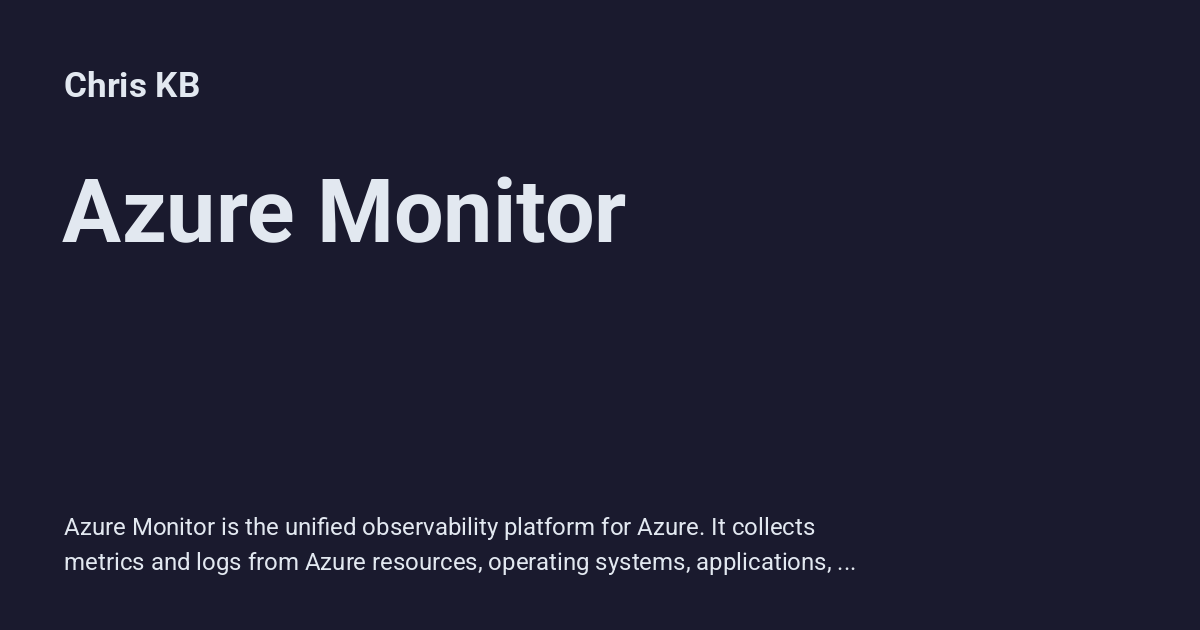 Chris KB
Azure Monitor
Azure Monitor is the unified observability platform for Azure. It collects
metrics and logs from Azure resources, operating systems, applications, ...